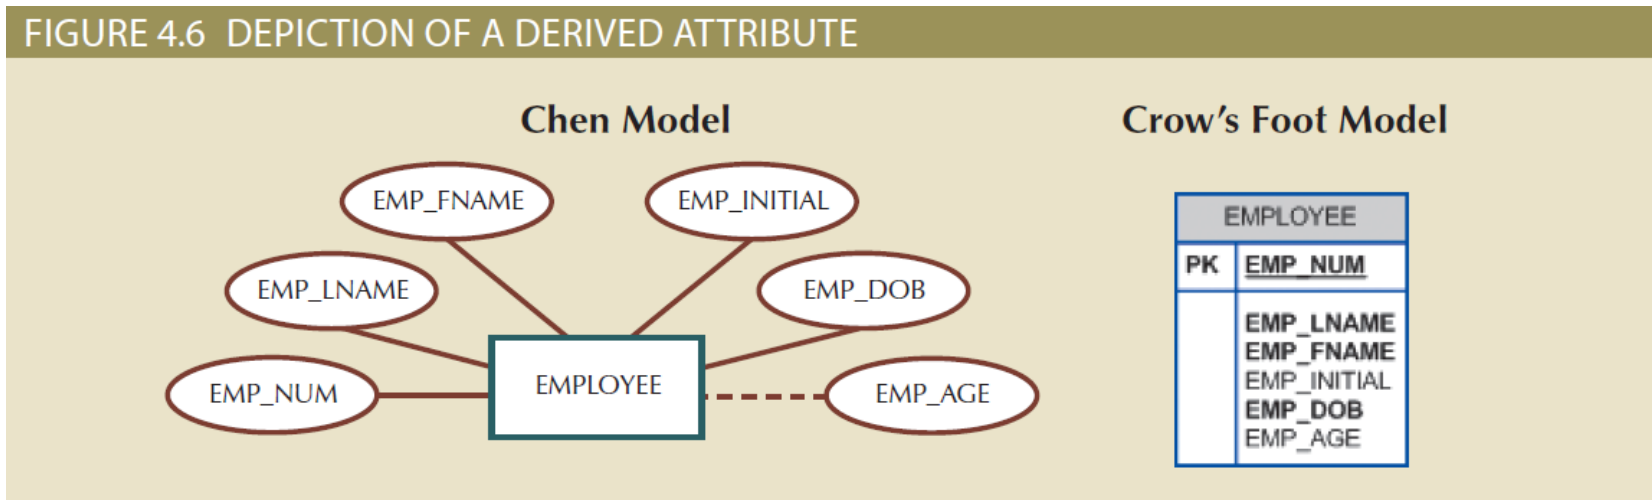 FIGURE 4.6 DEPICTION OF A DERIVED ATTRIBUTE
Chen Model
EMP_FNAME
EMP_INITIAL
EMP_LNAME
EMP_DOB
EMP_NUM
EMPLOYEE
EMP_AGE
Crow’s Foot Model
EMPLOYEE
PK EMP_NUM
EMP_LNAME
EMP_FNAME
EMP_INITIAL
EMP_DOB
EMP_AGE